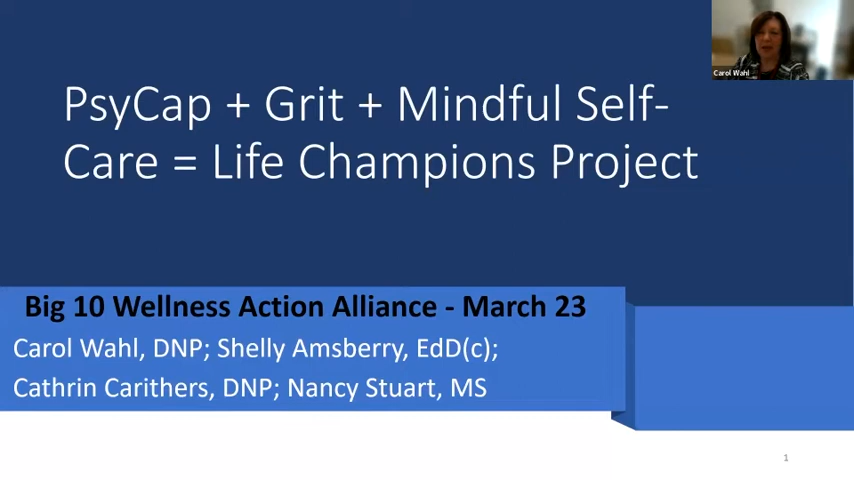 Carol Wahl
PsyCap + Grit + Mindful Self-
Care = Life Champions Project
Big 10 Wellness Action Alliance - March 23
Carol Wahl, DNP; Shelly Amsberry, EdD(c);
Cathrin Carithers, DNP; Nancy Stuart, MS
1